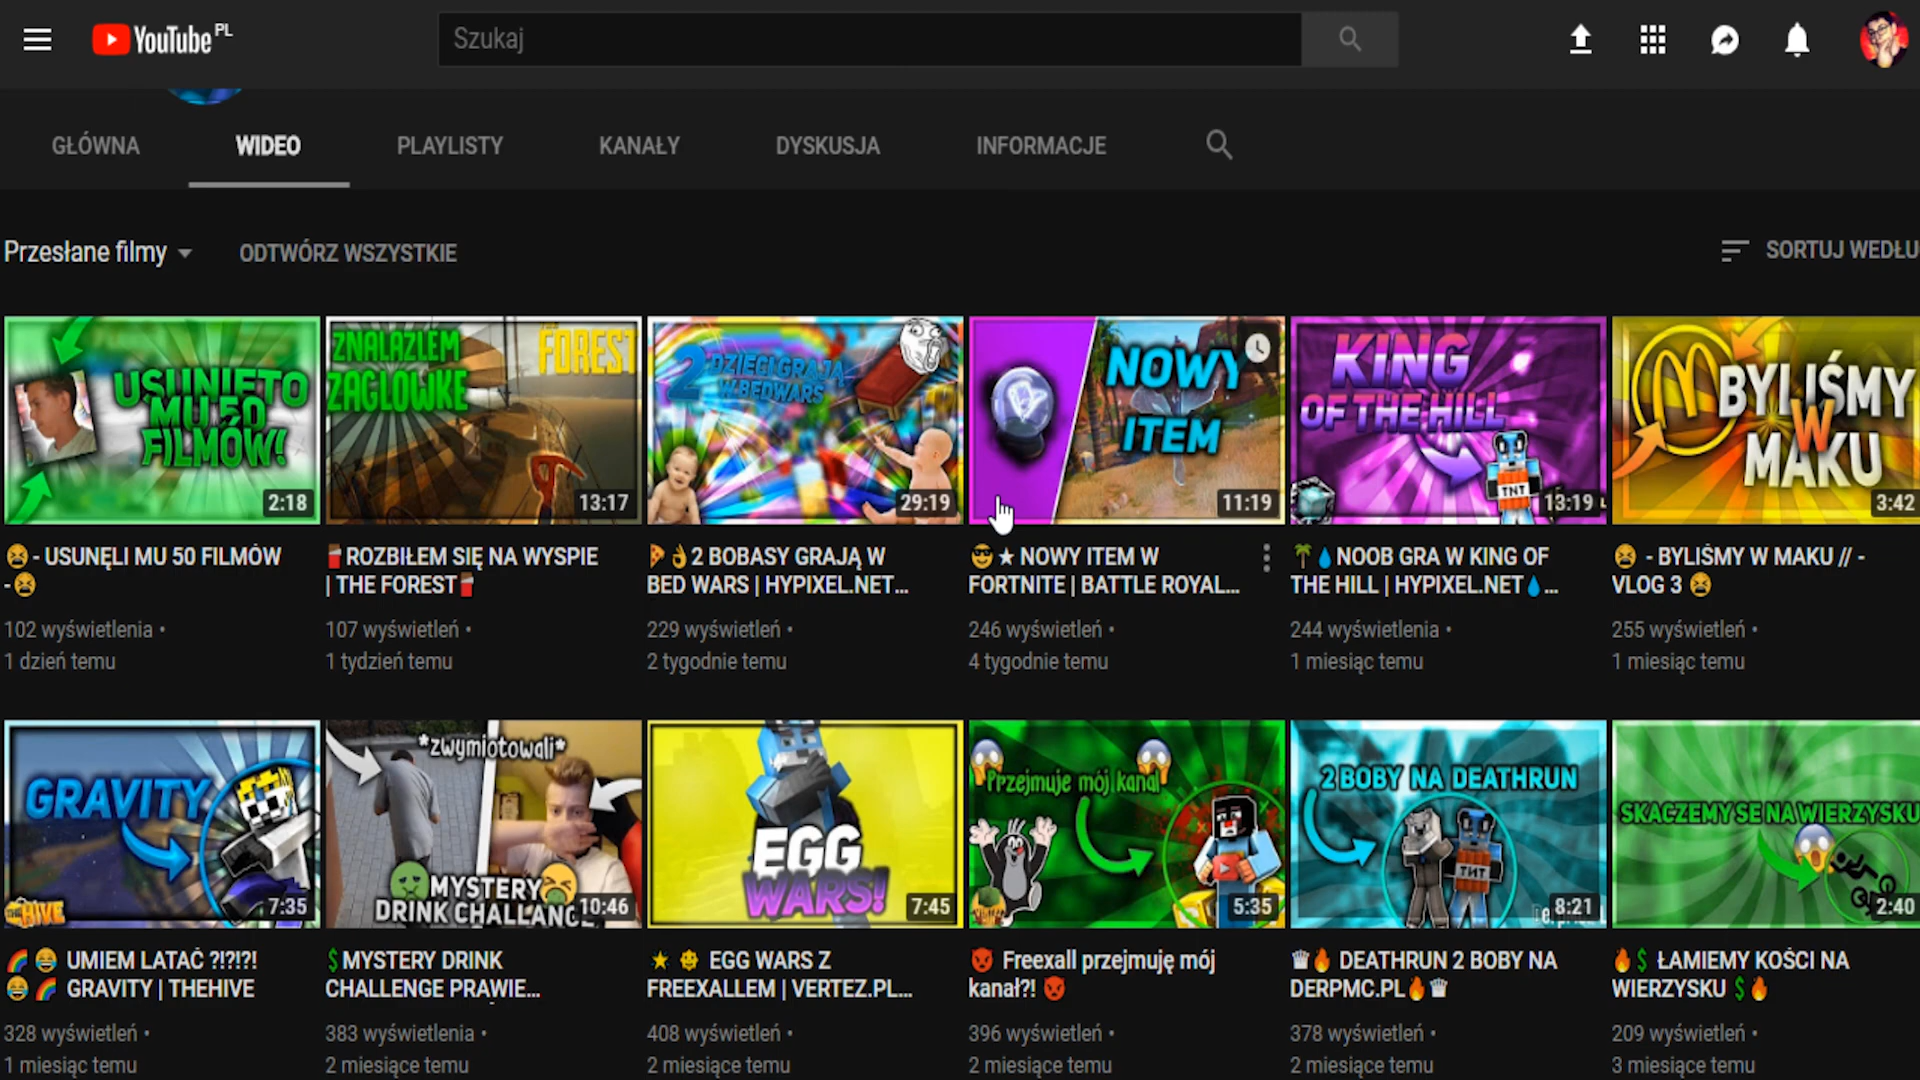 YouTube PL
Szukaj
GŁÓWNA
WIDEO
PLAYLISTY
KANAŁY
DYSKUSJA
INFORMACJE
Przesłane filmy
ODTWÓRZ WSZYSTKIE
SORTUJ WEDŁU
USUNIĘTO
MU 50
FILMÓW!
2:18
ZNALAZŁEM
ŻAGLÓWKE
FOREST
13:17
2 DZIECI GRAJĄ
W BEDWARS
29:19
NOWY
ITEM
11:19
KING
OF THE HILL
TNT
13:19
BYLIŚMY
W
MAKU
3:42
😫 - USUNĘLI MU 50 FILMÓW
- 😫
ROZBIŁEM SIĘ NA WYSPIE
| THE FOREST
🍕👌2 BOBASY GRAJĄ W
BED WARS | HYPIXEL.NET...
😎★ NOWY ITEM W
FORTNITE | BATTLE ROYAL...
🌴💧NOOB GRA W KING OF
THE HILL | HYPIXEL.NET💧...
😫 - BYLIŚMY W MAKU // -
VLOG 3 😫
102 wyświetlenia •
1 dzień temu
107 wyświetleń •
1 tydzień temu
229 wyświetleń •
2 tygodnie temu
246 wyświetleń •
4 tygodnie temu
244 wyświetlenia •
1 miesiąc temu
255 wyświetleń •
1 miesiąc temu
GRAVITY
HIVE
7:35
*zwymiotowali*
MYSTERY
DRINK CHALLANG
10:46
EGG
WARS!
7:45
Przejmuje mój kanał
5:35
2 BOBY NA DEATHRUN
TNT
8:21
SKACZEMY SE NA WIERZYSKU
2:40
🌈😂 UMIEM LATAĆ ?!?!?!
😂🌈 GRAVITY | THEHIVE
$MYSTERY DRINK
CHALLENGE PRAWIE...
★ 🌞 EGG WARS Z
FREEXALLEM | VERTEZ.PL...
😡 Freexall przejmuję mój
kanał?! 😡
♛🔥 DEATHRUN 2 BOBY NA
DERPMC.PL🔥♛
🔥$ ŁAMIEMY KOŚCI NA
WIERZYSKU $🔥
328 wyświetleń •
1 miesiąc temu
383 wyświetlenia •
2 miesiące temu
408 wyświetleń •
2 miesiące temu
396 wyświetleń •
2 miesiące temu
378 wyświetleń •
2 miesiące temu
209 wyświetleń •
3 miesiące temu